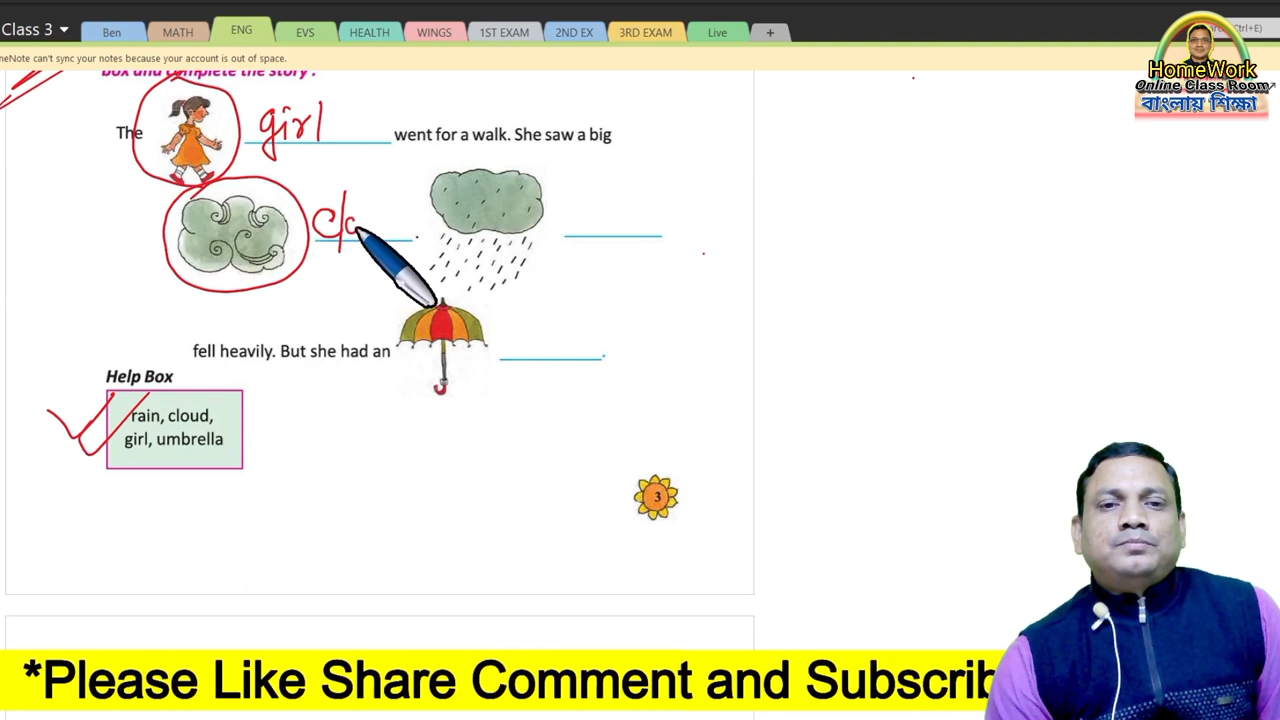 Class 3
Ben MATH ENG EVS HEALTH WINGS 1ST EXAM 2ND EX 3RD EXAM Live +
neNote can't sync your notes because your account is out of space.
Ctrl+E)
HomeWork
Online Class Room
বাংলায় শিক্ষা
box and complete the story :
The girl went for a walk. She saw a big
clo .
fell heavily. But she had an .
Help Box
rain, cloud,
girl, umbrella
3
*Please Like Share Comment and Subscrib